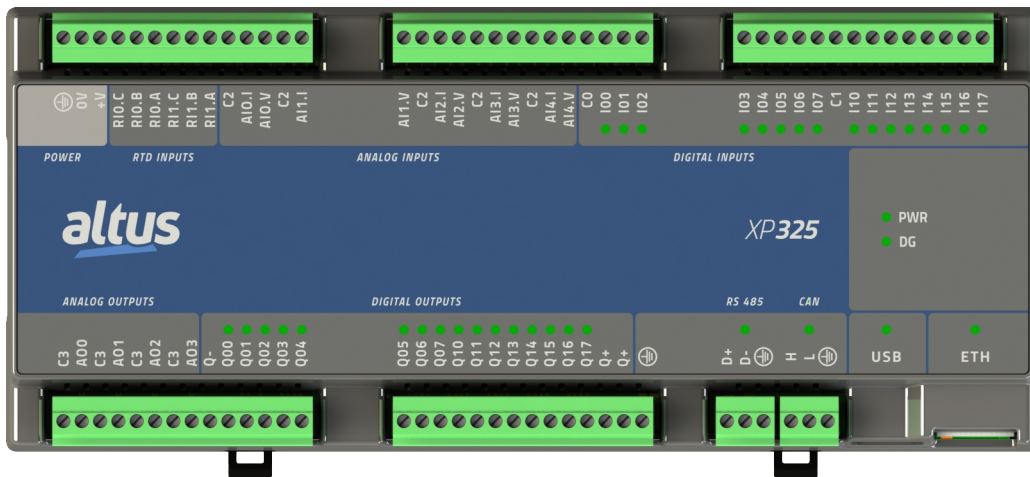 0V
+V
RI0.C
RI0.B
RI0.A
RI1.C
RI1.B
RI1.A
C2
AI0.I
AI0.V
C2
AI1.I
AI1.V
C2
AI2.I
AI2.V
C2
AI3.I
AI3.V
C2
AI4.I
AI4.V
C0
I00
I01
I02
I03
I04
I05
I06
I07
C1
I10
I11
I12
I13
I14
I15
I16
I17
POWER
RTD INPUTS
ANALOG INPUTS
DIGITAL INPUTS
altus
XP325
PWR
DG
ANALOG OUTPUTS
DIGITAL OUTPUTS
RS 485
CAN
C3
AO0
C3
AO1
C3
AO2
C3
AO3
Q-
Q00
Q01
Q02
Q03
Q04
Q05
Q06
Q07
Q10
Q11
Q12
Q13
Q14
Q15
Q16
Q17
Q+
Q+
D+
D-
H
L
USB
ETH